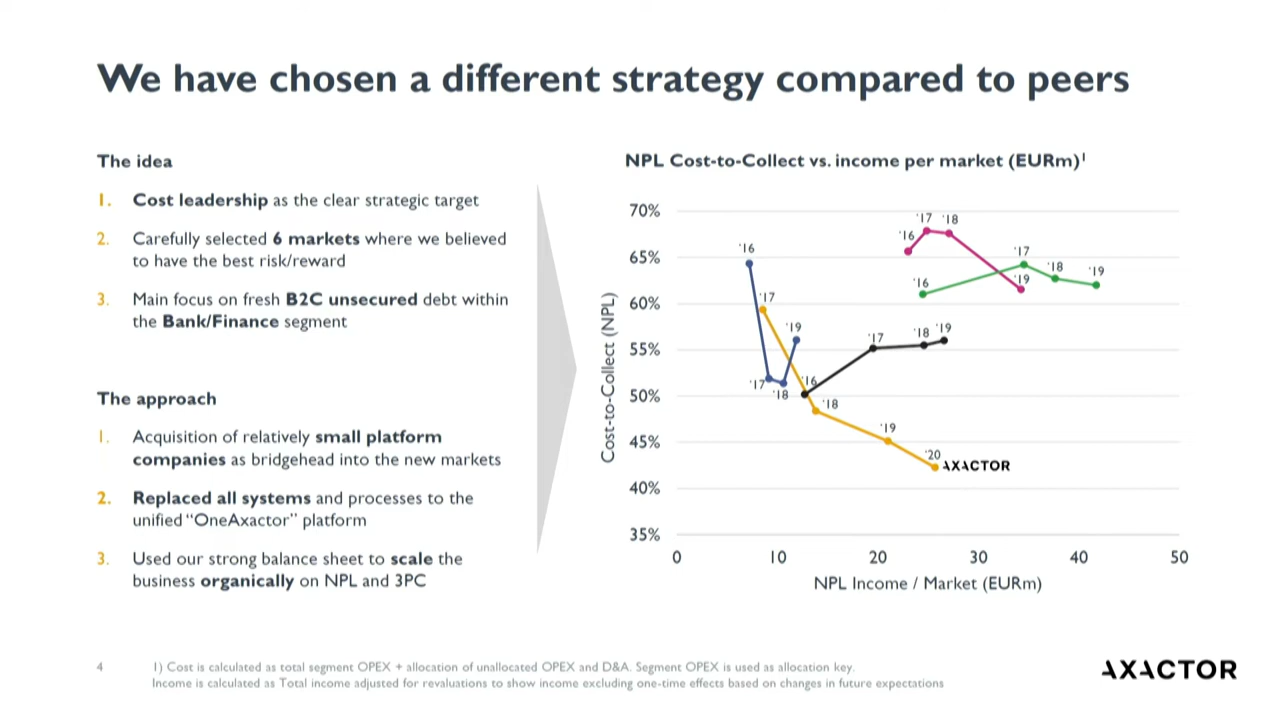 We have chosen a different strategy compared to peers
The idea
1. Cost leadership as the clear strategic target
2. Carefully selected 6 markets where we believed
to have the best risk/reward
3. Main focus on fresh B2C unsecured debt within
the Bank/Finance segment
The approach
1. Acquisition of relatively small platform
companies as bridgehead into the new markets
2. Replaced all systems and processes to the
unified “OneAxactor” platform
3. Used our strong balance sheet to scale the
business organically on NPL and 3PC
NPL Cost-to-Collect vs. income per market (EURm)¹
Cost-to-Collect (NPL)
70%
65%
60%
55%
50%
45%
40%
35%
'16
'17
'18
'19
'17
'18
'19
'20
AXACTOR
'16
'17
'18
'19
'16
'17
'18
'19
'16
'17
'18
'19
0 10 20 30 40 50
NPL Income / Market (EURm)
4
1) Cost is calculated as total segment OPEX + allocation of unallocated OPEX and D&A. Segment OPEX is used as allocation key.
Income is calculated as Total income adjusted for revaluations to show income excluding one-time effects based on changes in future expectations
AXACTOR